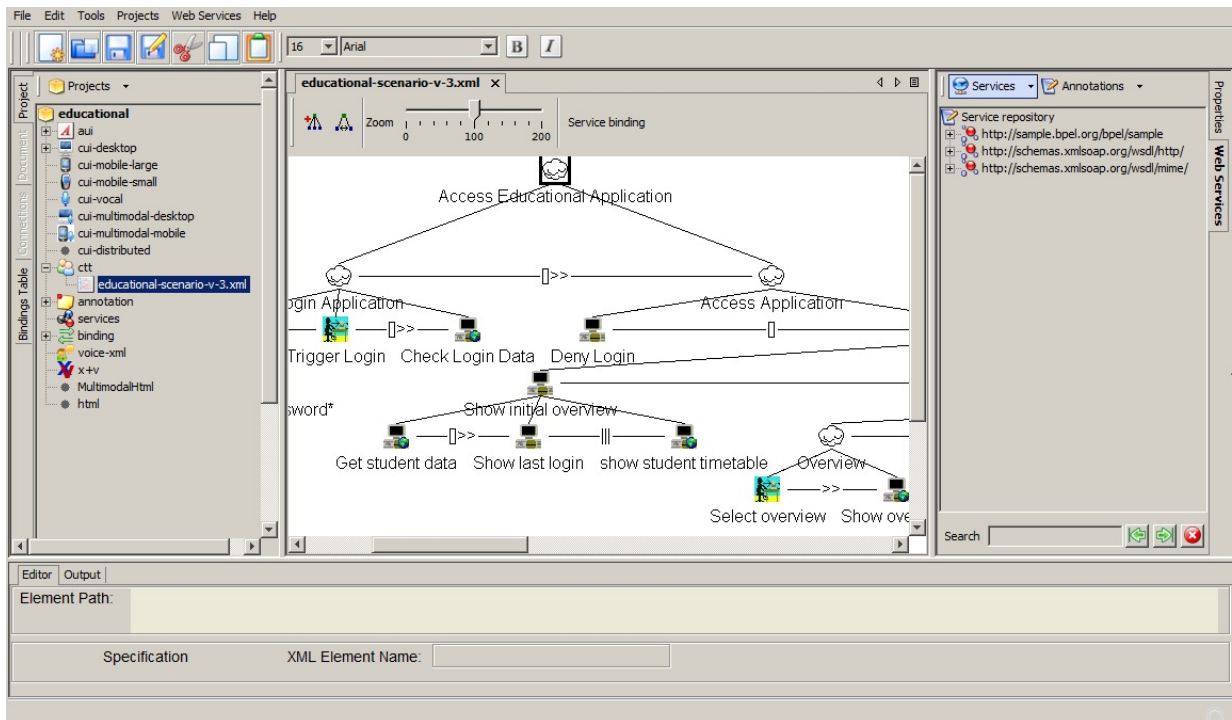 File Edit Tools Projects Web Services Help
16 Arial B I
Project
Document
Connections
Bindings Table
Projects
educational
aui
cui-desktop
cui-mobile-large
cui-mobile-small
cui-vocal
cui-multimodal-desktop
cui-multimodal-mobile
cui-distributed
ctt
educational-scenario-v-3.xml
annotation
services
binding
voice-xml
x+v
MultimodalHtml
html
educational-scenario-v-3.xml
Zoom 0 100 200 Service binding
Access Educational Application
[]>>
ogin Application Access Application
[]>> []
Trigger Login Check Login Data Deny Login
sword* Show initial overview
[]>> |||
Get student data Show last login show student timetable Overview
>>
Select overview Show ove
Services Annotations
Service repository
http://sample.bpel.org/bpel/sample
http://schemas.xmlsoap.org/wsdl/http/
http://schemas.xmlsoap.org/wsdl/mime/
Search
Properties
Web Services
Editor Output
Element Path:
Specification XML Element Name: